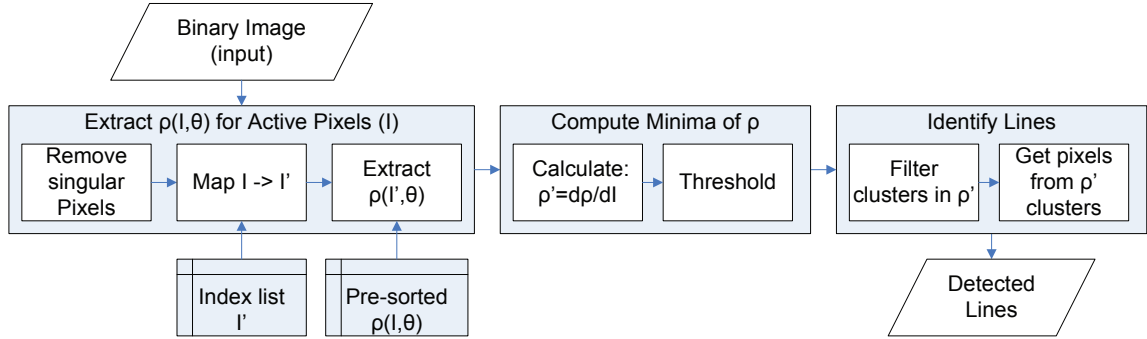 Binary Image
(input)
Extract ρ(I,θ) for Active Pixels (I)
Remove
singular
Pixels
Map I -> I’
Extract
ρ(I’,θ)
Index list
I’
Pre-sorted
ρ(I,θ)
Compute Minima of ρ
Calculate:
ρ’=dρ/dI
Threshold
Identify Lines
Filter
clusters in ρ’
Get pixels
from ρ’
clusters
Detected
Lines